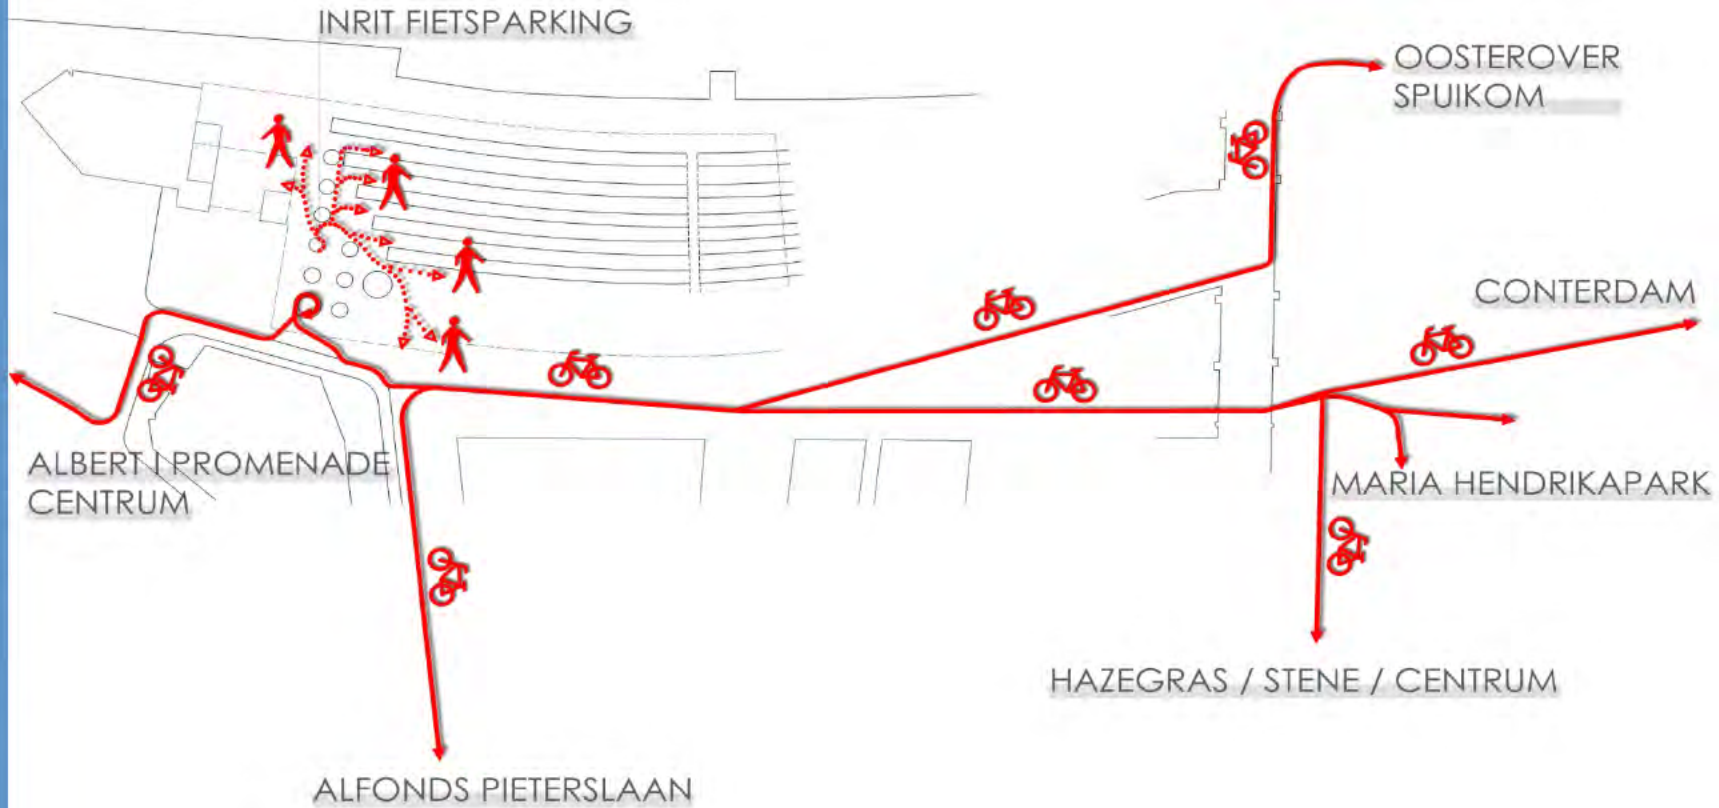 INRIT FIETSPARKING
OOSTEROVER
SPUIKOM
CONTERDAM
ALBERT I PROMENADE
CENTRUM
MARIA HENDRIKAPARK
HAZEGRAS / STENE / CENTRUM
ALFONDS PIETERSLAAN